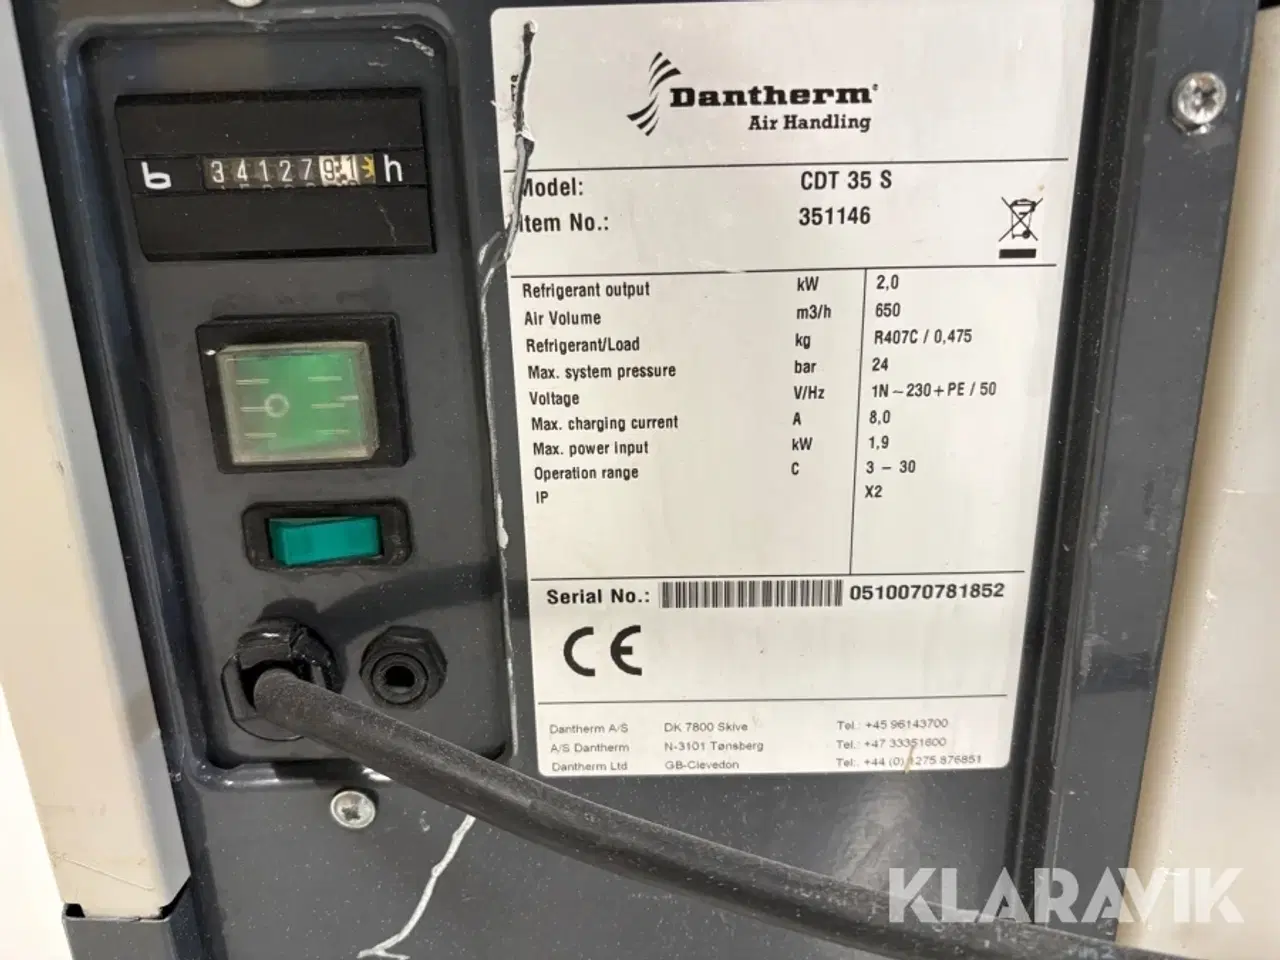 Dantherm®
Air Handling
b 34127 91 h
Model: CDT 35 S
Item No.: 351146
Refrigerant output kW 2,0
Air Volume m3/h 650
Refrigerant/Load kg R407C / 0,475
Max. system pressure bar 24
Voltage V/Hz 1N ~ 230 + PE / 50
Max. charging current A 8,0
Max. power input kW 1,9
Operation range C 3 - 30
IP X2
Serial No.: 0510070781852
CE
Dantherm A/S DK 7800 Skive Tel.: +45 96143700
A/S Dantherm N-3101 Tønsberg Tel.: +47 33351600
Dantherm Ltd GB-Clevedon Tel:. +44 (0) 1275 876851
KLARAVIK